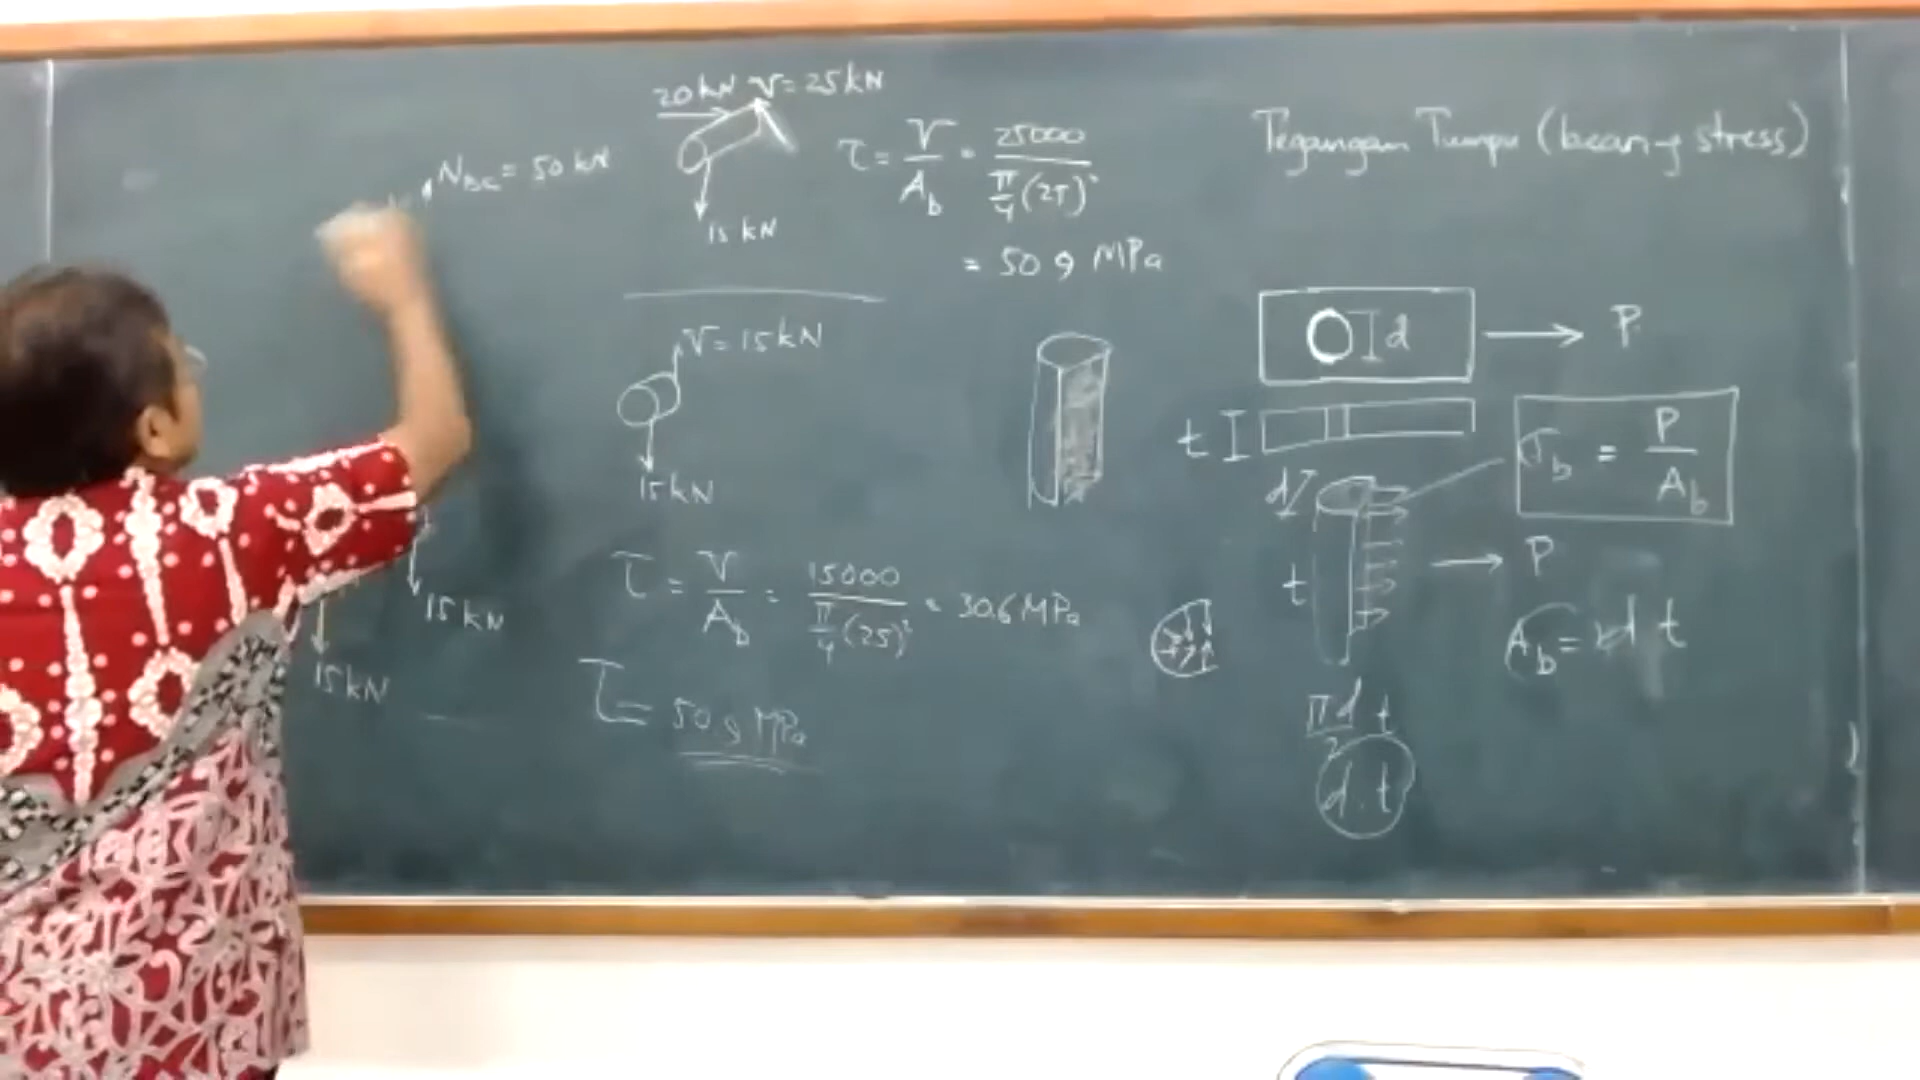 N_BC = 50 kN
20 kN V = 25 kN
15 kN
τ = V / A_b = 25000 / (π/4 (25)²)
= 50.9 MPa
V = 15 kN
15 kN
τ = V / A_b = 15000 / (π/4 (25)²) = 30.6 MPa
τ = 50.9 MPa
15 kN
15 kN
Tegangan Tumpu (bearing stress)
d P
t
σ_b = P / A_b
d
t P
A_b = d t
πd/2 t
d . t